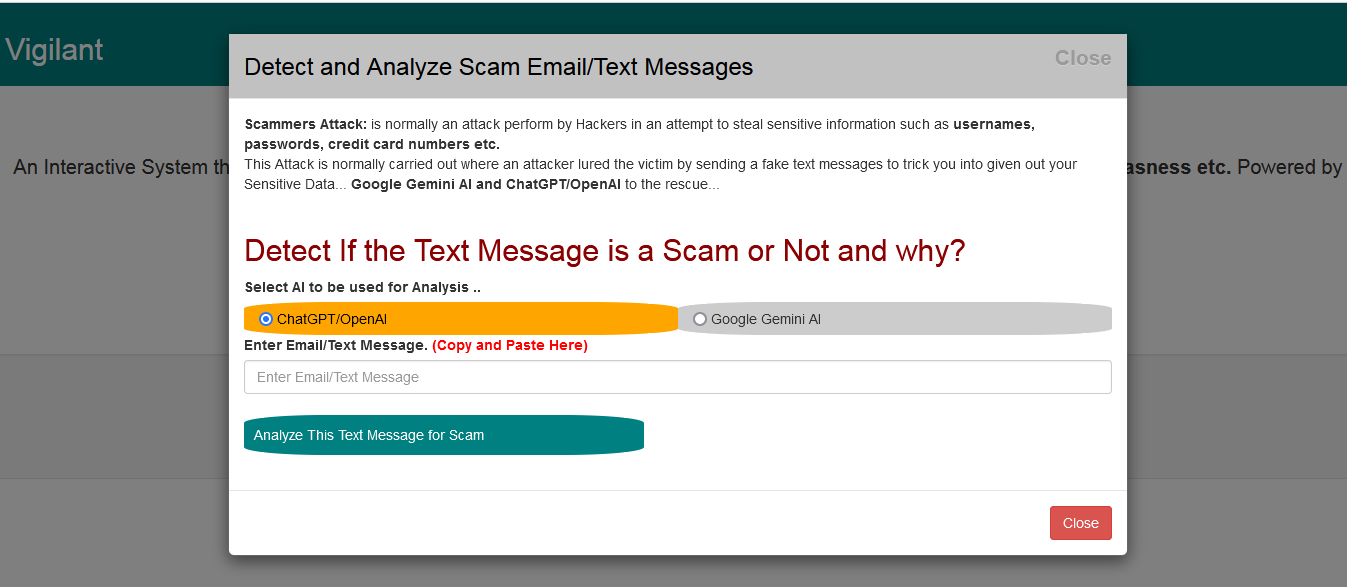 Vigilant
Detect and Analyze Scam Email/Text Messages
Close
Scammers Attack: is normally an attack perform by Hackers in an attempt to steal sensitive information such as usernames,
passwords, credit card numbers etc.
This Attack is normally carried out where an attacker lured the victim by sending a fake text messages to trick you into given out your
Sensitive Data... Google Gemini AI and ChatGPT/OpenAI to the rescue...
An Interactive System th
asness etc. Powered by
Detect If the Text Message is a Scam or Not and why?
Select AI to be used for Analysis ..
ChatGPT/OpenAI
Google Gemini AI
Enter Email/Text Message. (Copy and Paste Here)
Enter Email/Text Message
Analyze This Text Message for Scam
Close